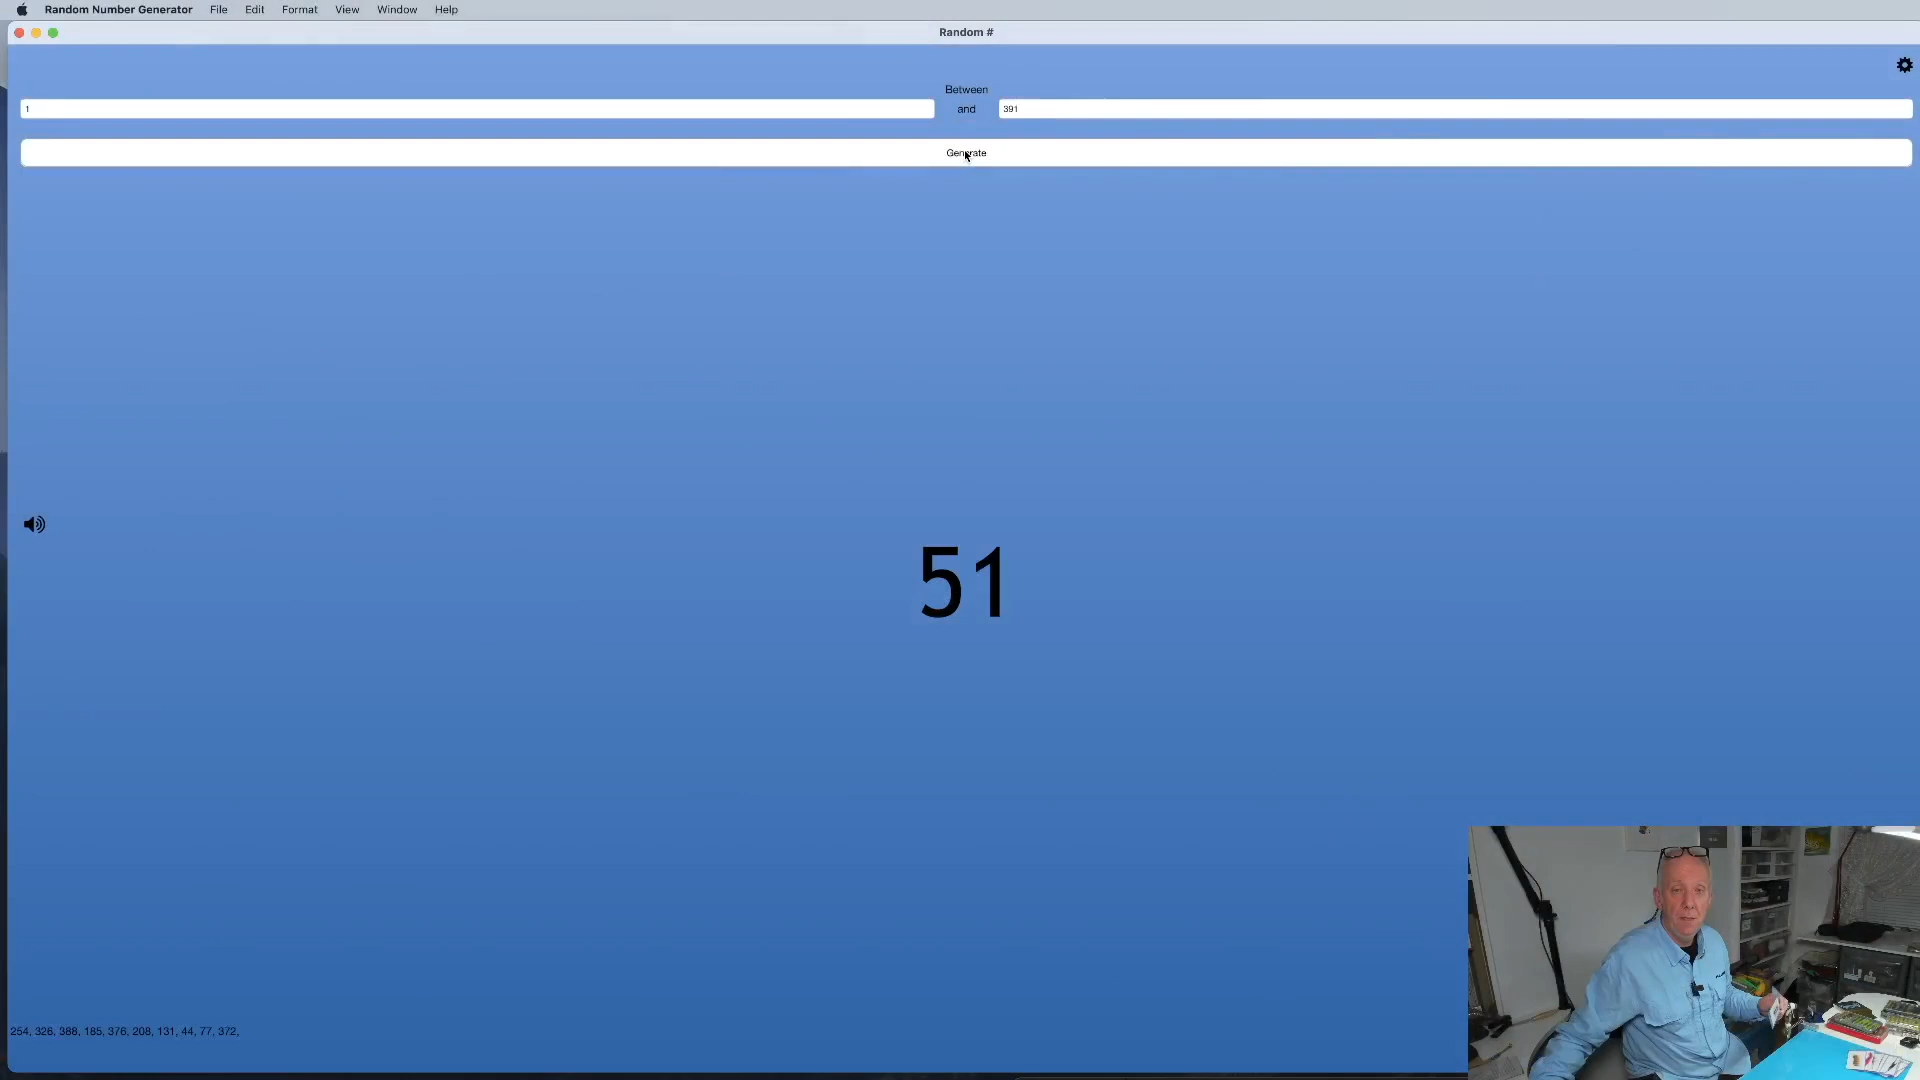 Random Number Generator File Edit Format View Window Help
Random #
Between
1 and 391
Generate
51
254, 326, 388, 185, 376, 208, 131, 44, 77, 372,